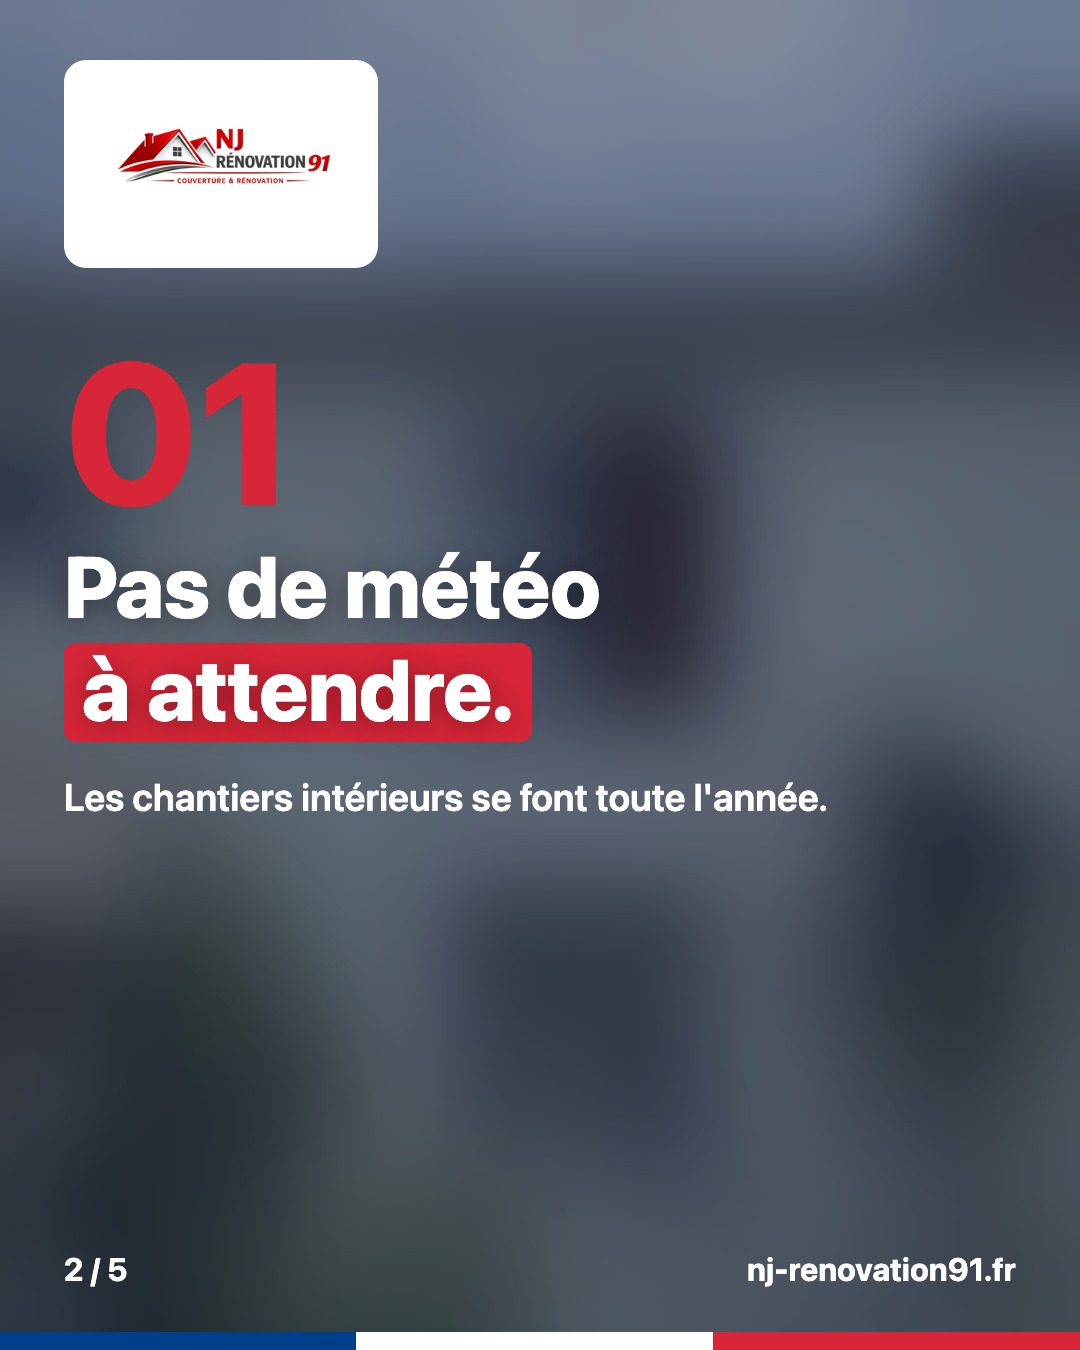 NJ
RÉNOVATION 91
COUVERTURE & RÉNOVATION
01
Pas de météo
à attendre.
Les chantiers intérieurs se font toute l'année.
2 / 5
nj-renovation91.fr